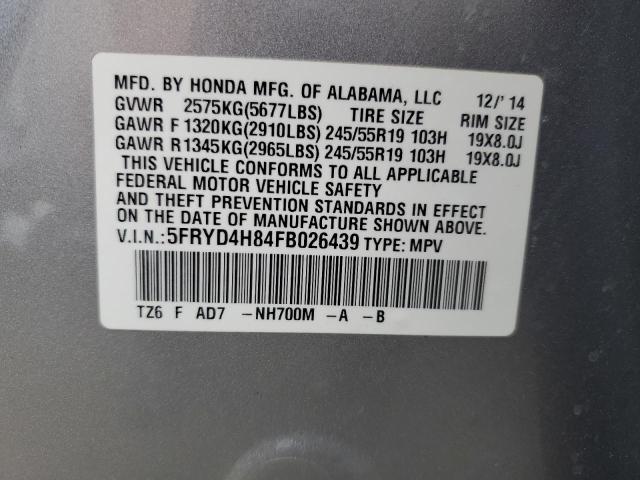 MFD. BY HONDA MFG. OF ALABAMA, LLC 12/' 14
GVWR 2575KG(5677LBS) TIRE SIZE RIM SIZE
GAWR F 1320KG(2910LBS) 245/55R19 103H 19X8.0J
GAWR R1345KG(2965LBS) 245/55R19 103H 19X8.0J
THIS VEHICLE CONFORMS TO ALL APPLICABLE
FEDERAL MOTOR VEHICLE SAFETY
AND THEFT PREVENTION STANDARDS IN EFFECT
ON THE DATE OF MANUFACTURE SHOWN ABOVE.
V.I.N.:5FRYD4H84FB026439 TYPE: MPV
TZ6 F AD7 -NH700M -A -B